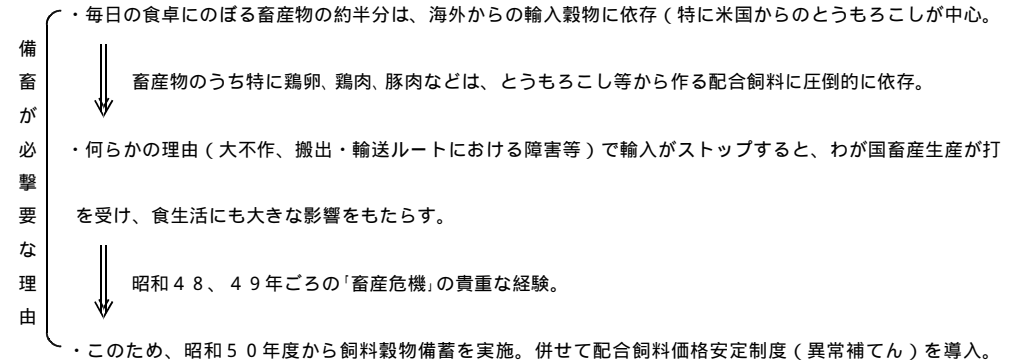 ・毎日の食卓にのぼる畜産物の約半分は、海外からの輸入穀物に依存（特に米国からのとうもろこしが中心。
畜産物のうち特に鶏卵、鶏肉、豚肉などは、とうもろこし等から作る配合飼料に圧倒的に依存。
・何らかの理由（大不作、搬出・輸送ルートにおける障害等）で輸入がストップすると、わが国畜産生産が打
を受け、食生活にも大きな影響をもたらす。
昭和４８、４９年ごろの｢畜産危機｣の貴重な経験。
・このため、昭和５０年度から飼料穀物備蓄を実施。併せて配合飼料価格安定制度（異常補てん）を導入。
備畜が必撃要な理由